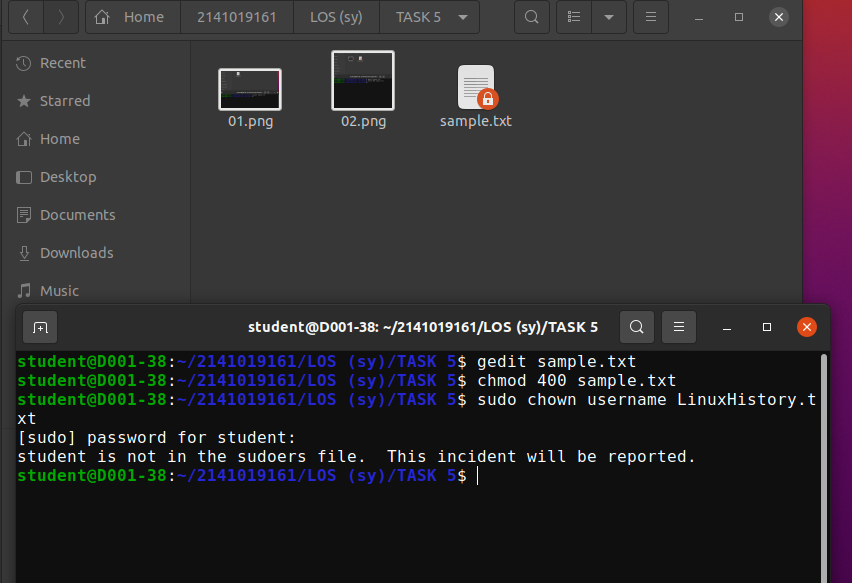 Home 2141019161 LOS (sy) TASK 5
Recent
Starred
Home
Desktop
Documents
Downloads
Music
01.png 02.png sample.txt
student@D001-38: ~/2141019161/LOS (sy)/TASK 5
student@D001-38:~/2141019161/LOS (sy)/TASK 5$ gedit sample.txt
student@D001-38:~/2141019161/LOS (sy)/TASK 5$ chmod 400 sample.txt
student@D001-38:~/2141019161/LOS (sy)/TASK 5$ sudo chown username LinuxHistory.t
xt
[sudo] password for student:
student is not in the sudoers file.  This incident will be reported.
student@D001-38:~/2141019161/LOS (sy)/TASK 5$